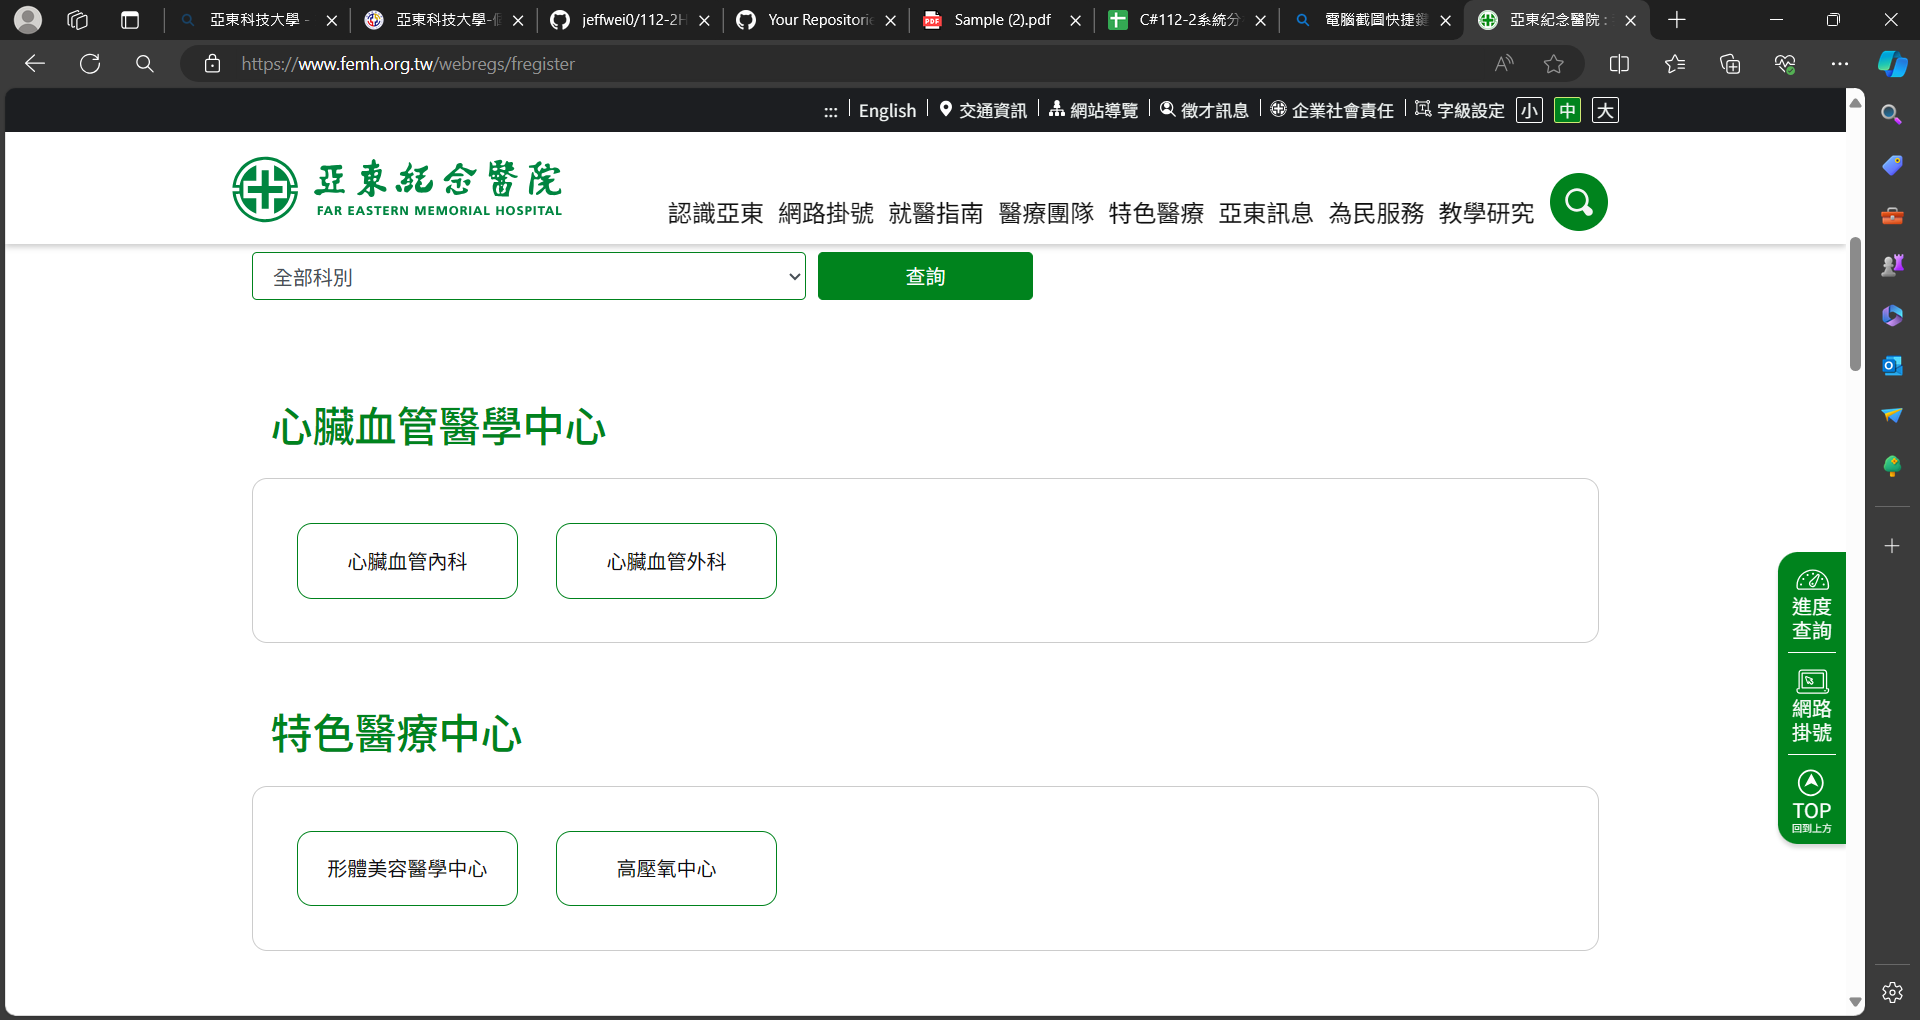 亞東科技大學 -
亞東科技大學-
jeffwei0/112-2H
Your Repositorie
Sample (2).pdf
C#112-2系統分
電腦截圖快捷鍵
亞東紀念醫院 :
https://www.femh.org.tw/webregs/fregister
:::
English
交通資訊
網站導覽
徵才訊息
企業社會責任
字級設定
小
中
大
亞東紀念醫院
FAR EASTERN MEMORIAL HOSPITAL
認識亞東 網路掛號 就醫指南 醫療團隊 特色醫療 亞東訊息 為民服務 教學研究
全部科別
查詢
心臟血管醫學中心
心臟血管內科
心臟血管外科
特色醫療中心
形體美容醫學中心
高壓氧中心
進度
查詢
網路
掛號
TOP
回到上方